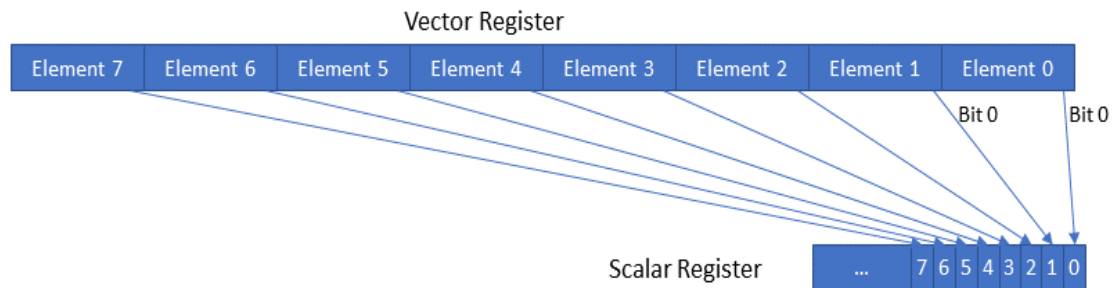 Vector Register
Element 7 Element 6 Element 5 Element 4 Element 3 Element 2 Element 1 Element 0
Bit 0 Bit 0
Scalar Register ... 7 6 5 4 3 2 1 0